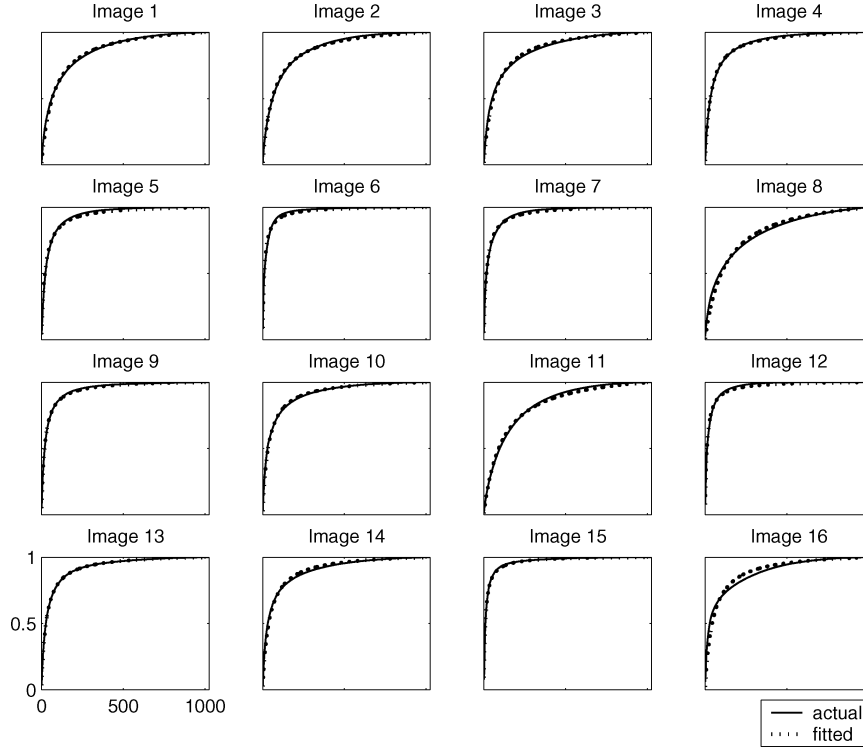 Image 1
Image 2
Image 3
Image 4
Image 5
Image 6
Image 7
Image 8
Image 9
Image 10
Image 11
Image 12
Image 13
Image 14
Image 15
Image 16
1
0.5
0
0
500
1000
actual
fitted